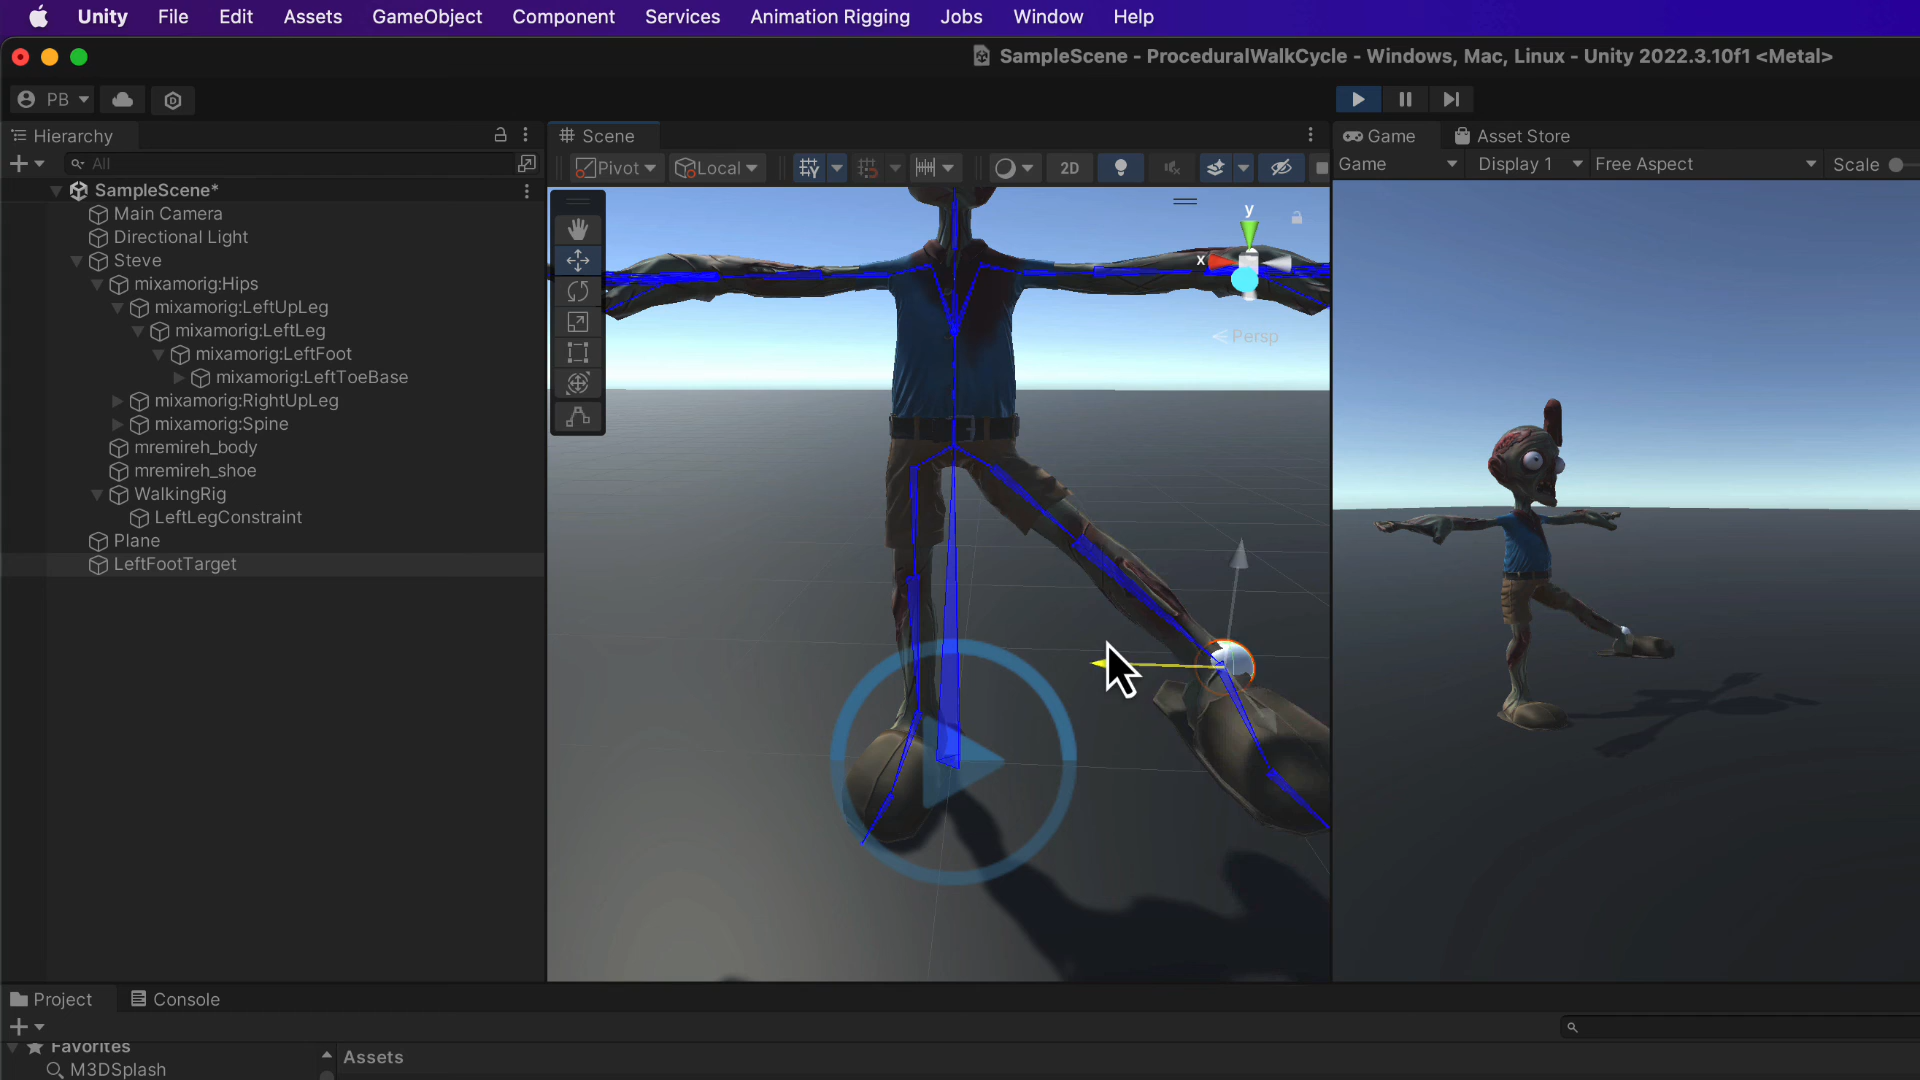 Unity File Edit Assets GameObject Component Services Animation Rigging Jobs Window Help
SampleScene - ProceduralWalkCycle - Windows, Mac, Linux - Unity 2022.3.10f1 <Metal>
PB
Hierarchy
Scene
Game
Asset Store
All
Pivot
Local
2D
Game
Display 1
Free Aspect
Scale
SampleScene*
Main Camera
Directional Light
Steve
mixamorig:Hips
mixamorig:LeftUpLeg
mixamorig:LeftLeg
mixamorig:LeftFoot
mixamorig:LeftToeBase
mixamorig:RightUpLeg
mixamorig:Spine
mremireh_body
mremireh_shoe
WalkingRig
LeftLegConstraint
Plane
LeftFootTarget
y
x
Persp
Project
Console
Favorites
M3DSplash
Assets